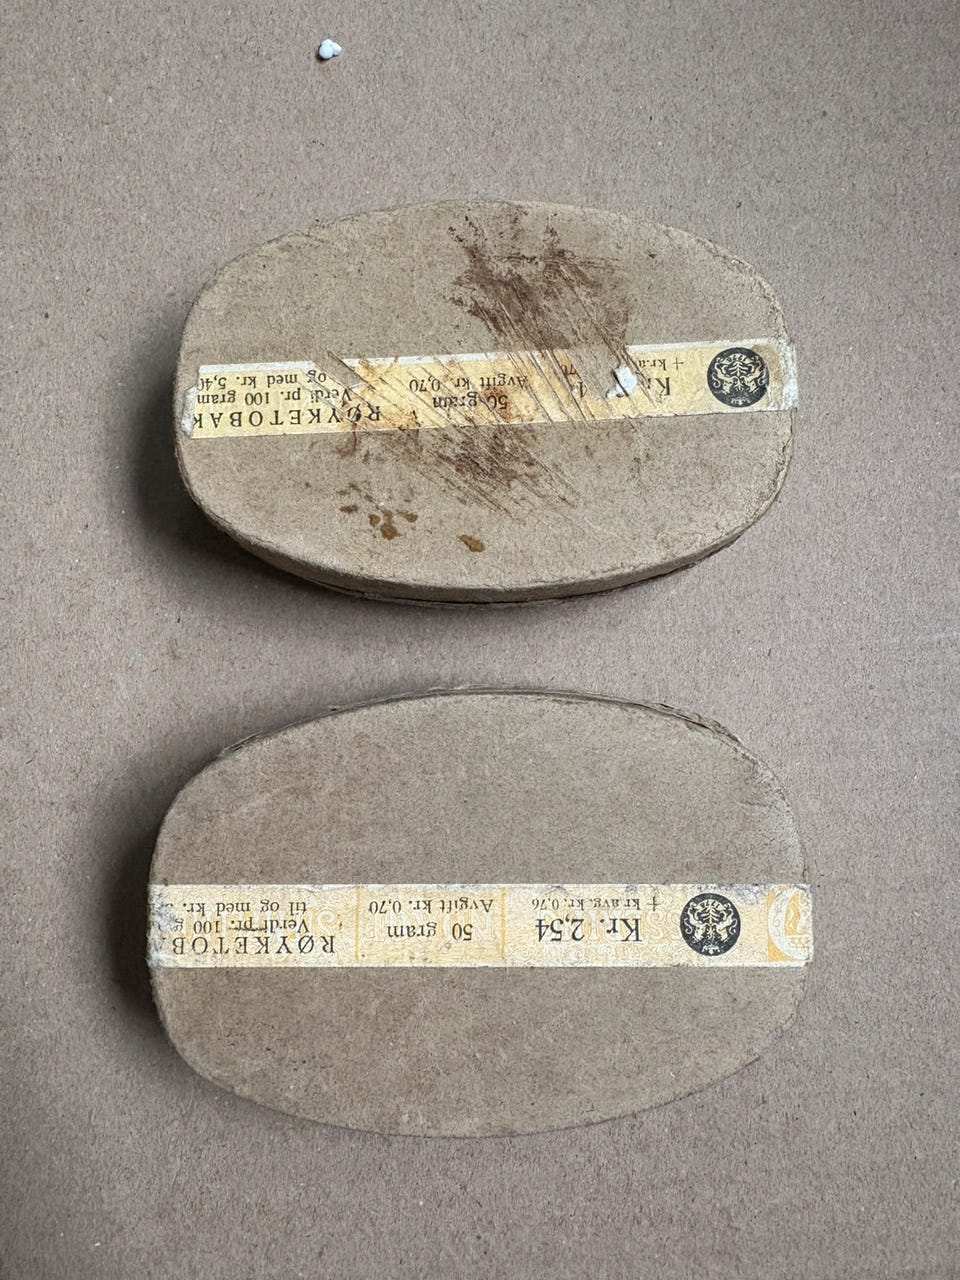 50 gram
Avgift kr. 0,70
RØYKETOBAK
Verdi pr. 100 gram
og med kr. 5,40
Kr. 2,54
+ kr avg. kr. 0,76
50 gram
Avgift kr. 0,70
RØYKETOBA
Verdi pr. 100 g
til og med kr.